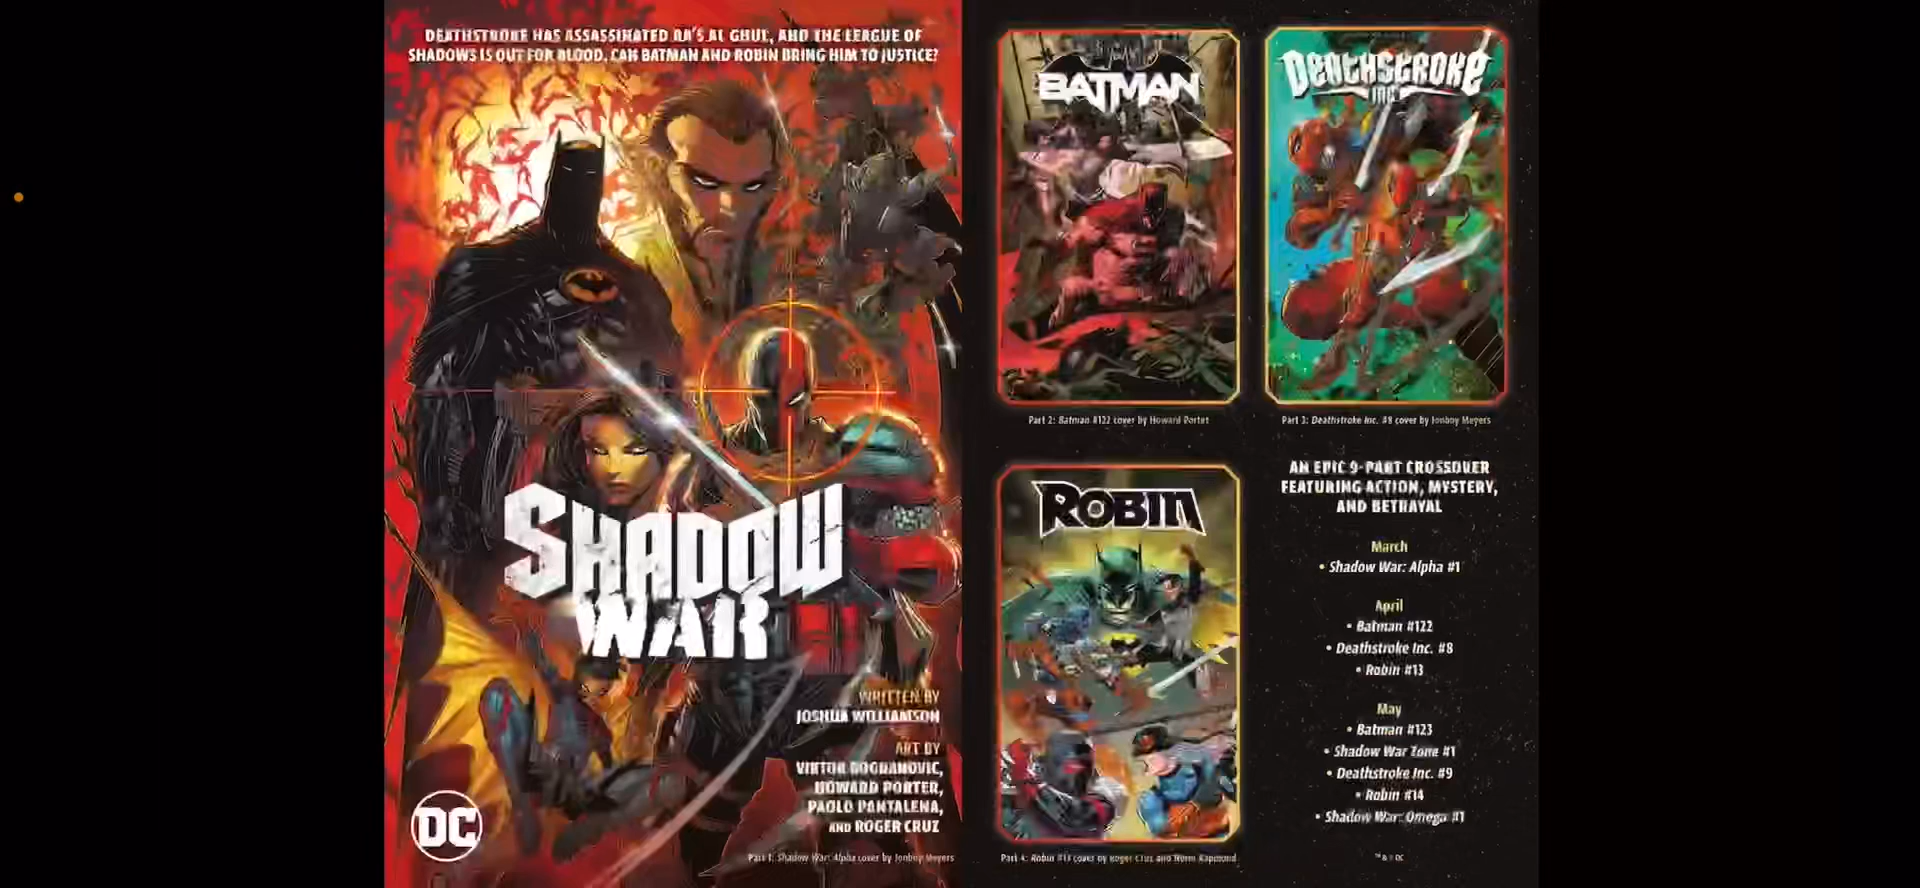 DEATHSTROKE HAS ASSASSINATED RA'S AL GHUL, AND THE LEAGUE OF
SHADOWS IS OUT FOR BLOOD. CAN BATMAN AND ROBIN BRING HIM TO JUSTICE?
SHADOW
WAR
WRITTEN BY
JOSHUA WILLIAMSON
ART BY
VIKTOR BOGDANOVIC,
HOWARD PORTER,
PAOLO PANTALENA,
AND ROGER CRUZ
DC
Part 1: Shadow War: Alpha cover by Jonboy Meyers
BATMAN
Part 2: Batman #122 cover by Howard Porter
DEATHSTROKE
INC.
Part 3: Deathstroke Inc. #8 cover by Jonboy Meyers
ROBIN
Part 4: Robin #13 cover by Roger Cruz and Norm Rapmund
AN EPIC 9-PART CROSSOVER
FEATURING ACTION, MYSTERY,
AND BETRAYAL
March
• Shadow War: Alpha #1
April
• Batman #122
• Deathstroke Inc. #8
• Robin #13
May
• Batman #123
• Shadow War Zone #1
• Deathstroke Inc. #9
• Robin #14
• Shadow War: Omega #1
™ & © DC